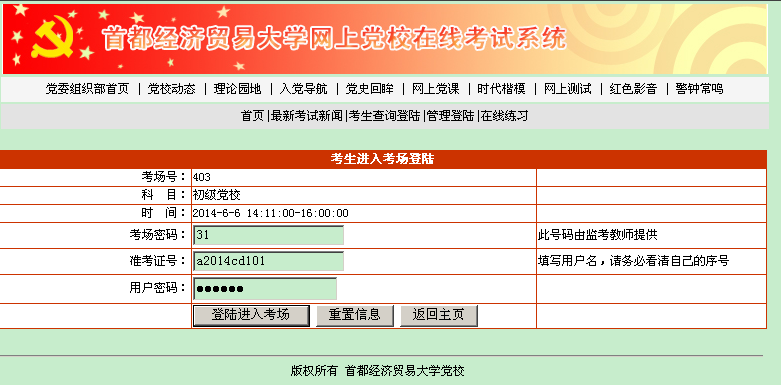 首都经济贸易大学网上党校在线考试系统
党委组织部首页 | 党校动态 | 理论园地 | 入党导航 | 党史回眸 | 网上党课 | 时代楷模 | 网上测试 | 红色影音 | 警钟常鸣
首页|最新考试新闻|考生查询登陆|管理登陆|在线练习
考生进入考场登陆
考场号：403
科 目：初级党校
时 间：2014-6-6 14:11:00-16:00:00
考场密码：31 此号码由监考教师提供
准考证号：a2014cd101 填写用户名，请务必看清自己的序号
用户密码：●●●●●●
登陆进入考场 重置信息 返回主页
版权所有 首都经济贸易大学党校